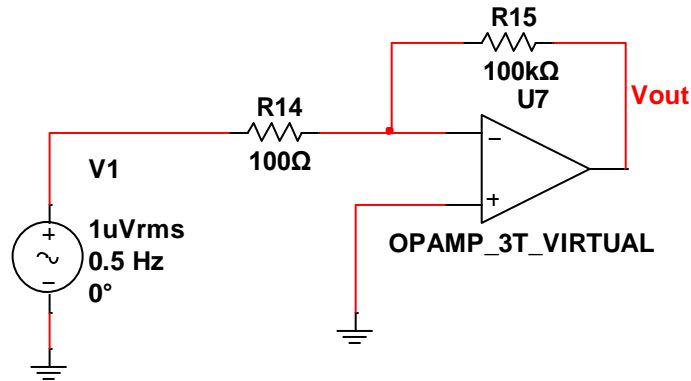 R15
100kΩ
U7
Vout
R14
100Ω
V1
1uVrms
0.5 Hz
0°
OPAMP_3T_VIRTUAL